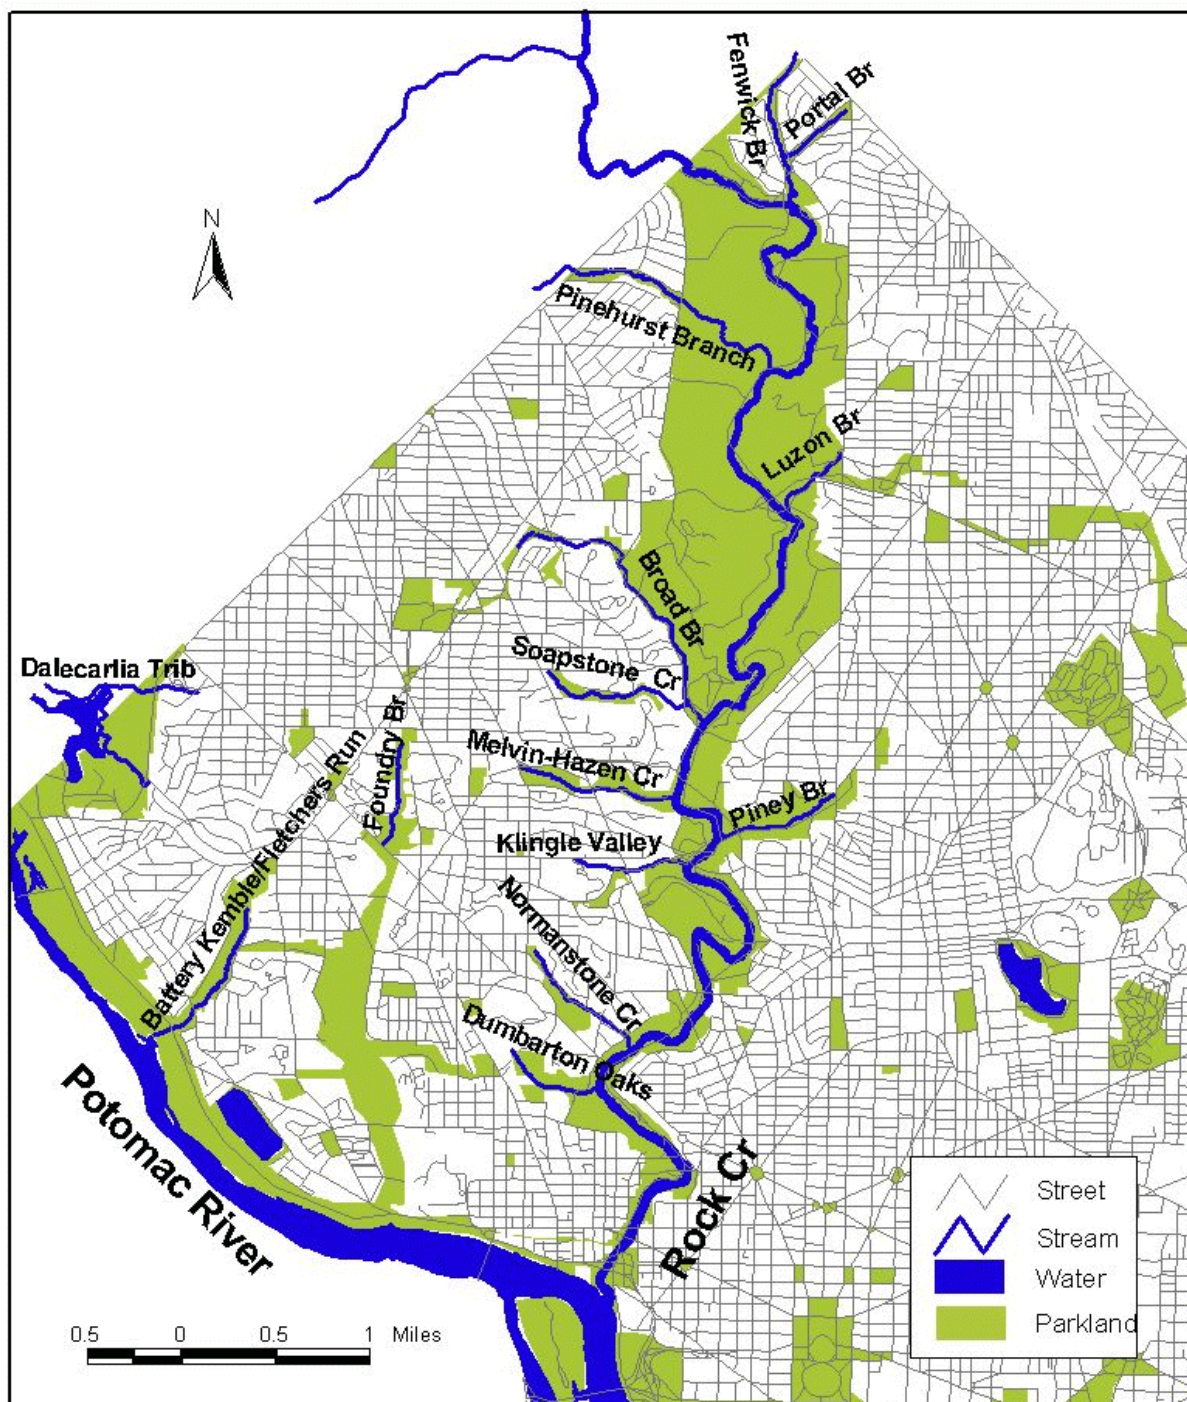 Fenwick Br
Portal Br
N
Pinehurst Branch
Luzon Br
Broad Br
Soapstone Cr
Dalecarlia Trib
Foundry Br
Melvin-Hazen Cr
Piney Br
Battery Kemble/Fletchers Run
Klingle Valley
Normanstone Cr
Dumbarton Oaks
Potomac River
Rock Cr
Street
Stream
Water
Parkland
0.5 0 0.5 1 Miles